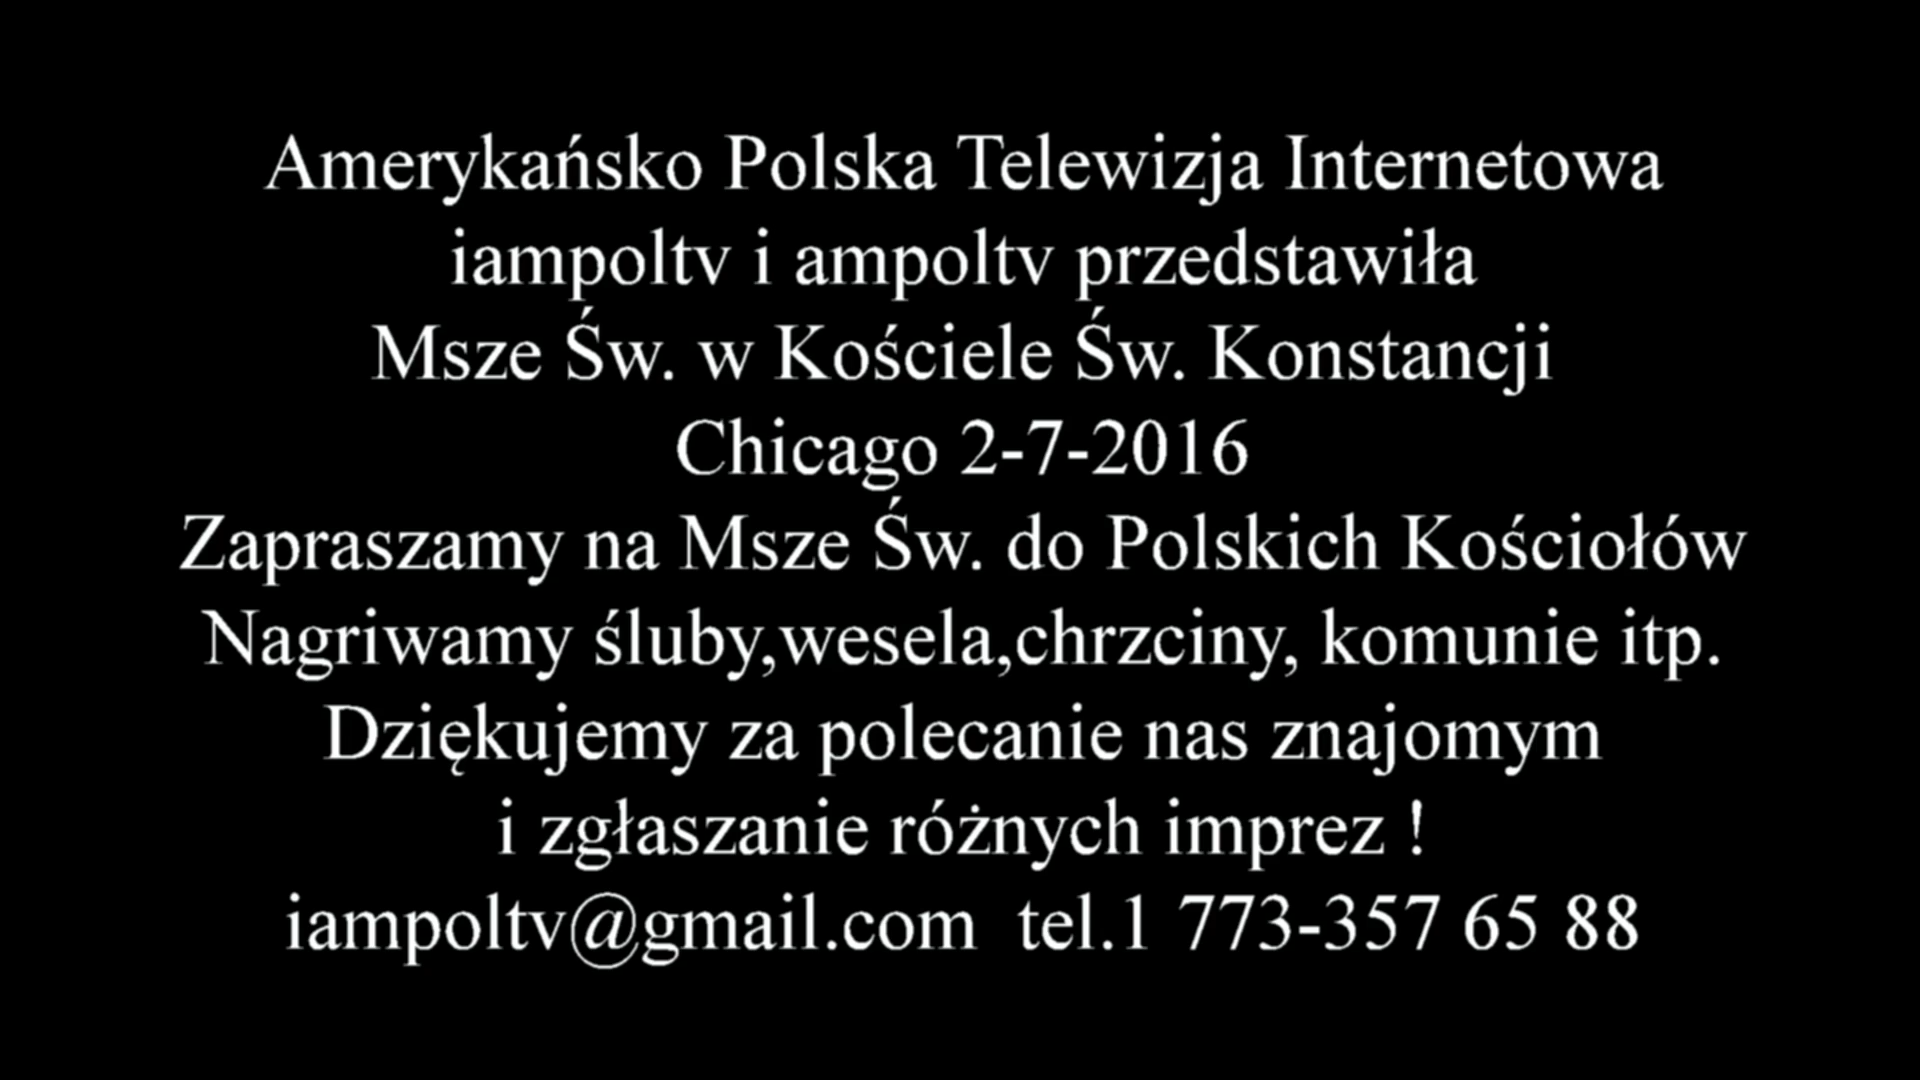 Amerykańsko Polska Telewizja Internetowa
iampoltv i ampoltv przedstawiła
Msze Św. w Kościele Św. Konstancji
Chicago 2-7-2016
Zapraszamy na Msze Św. do Polskich Kościołów
Nagriwamy śluby,wesela,chrzciny, komunie itp.
Dziękujemy za polecanie nas znajomym
i zgłaszanie różnych imprez !
iampoltv@gmail.com  tel.1 773-357 65 88